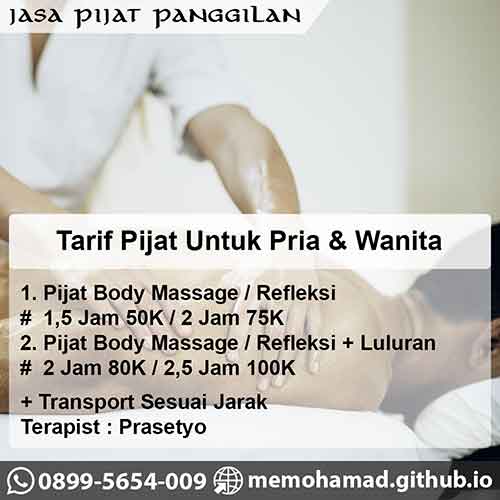 Jasa Pijat Panggilan
Tarif Pijat Untuk Pria & Wanita
1. Pijat Body Massage / Refleksi
# 1,5 Jam 50K / 2 Jam 75K
2. Pijat Body Massage / Refleksi + Luluran
# 2 Jam 80K / 2,5 Jam 100K
+ Transport Sesuai Jarak
Terapist : Prasetyo
0899-5654-009 memohamad.github.io